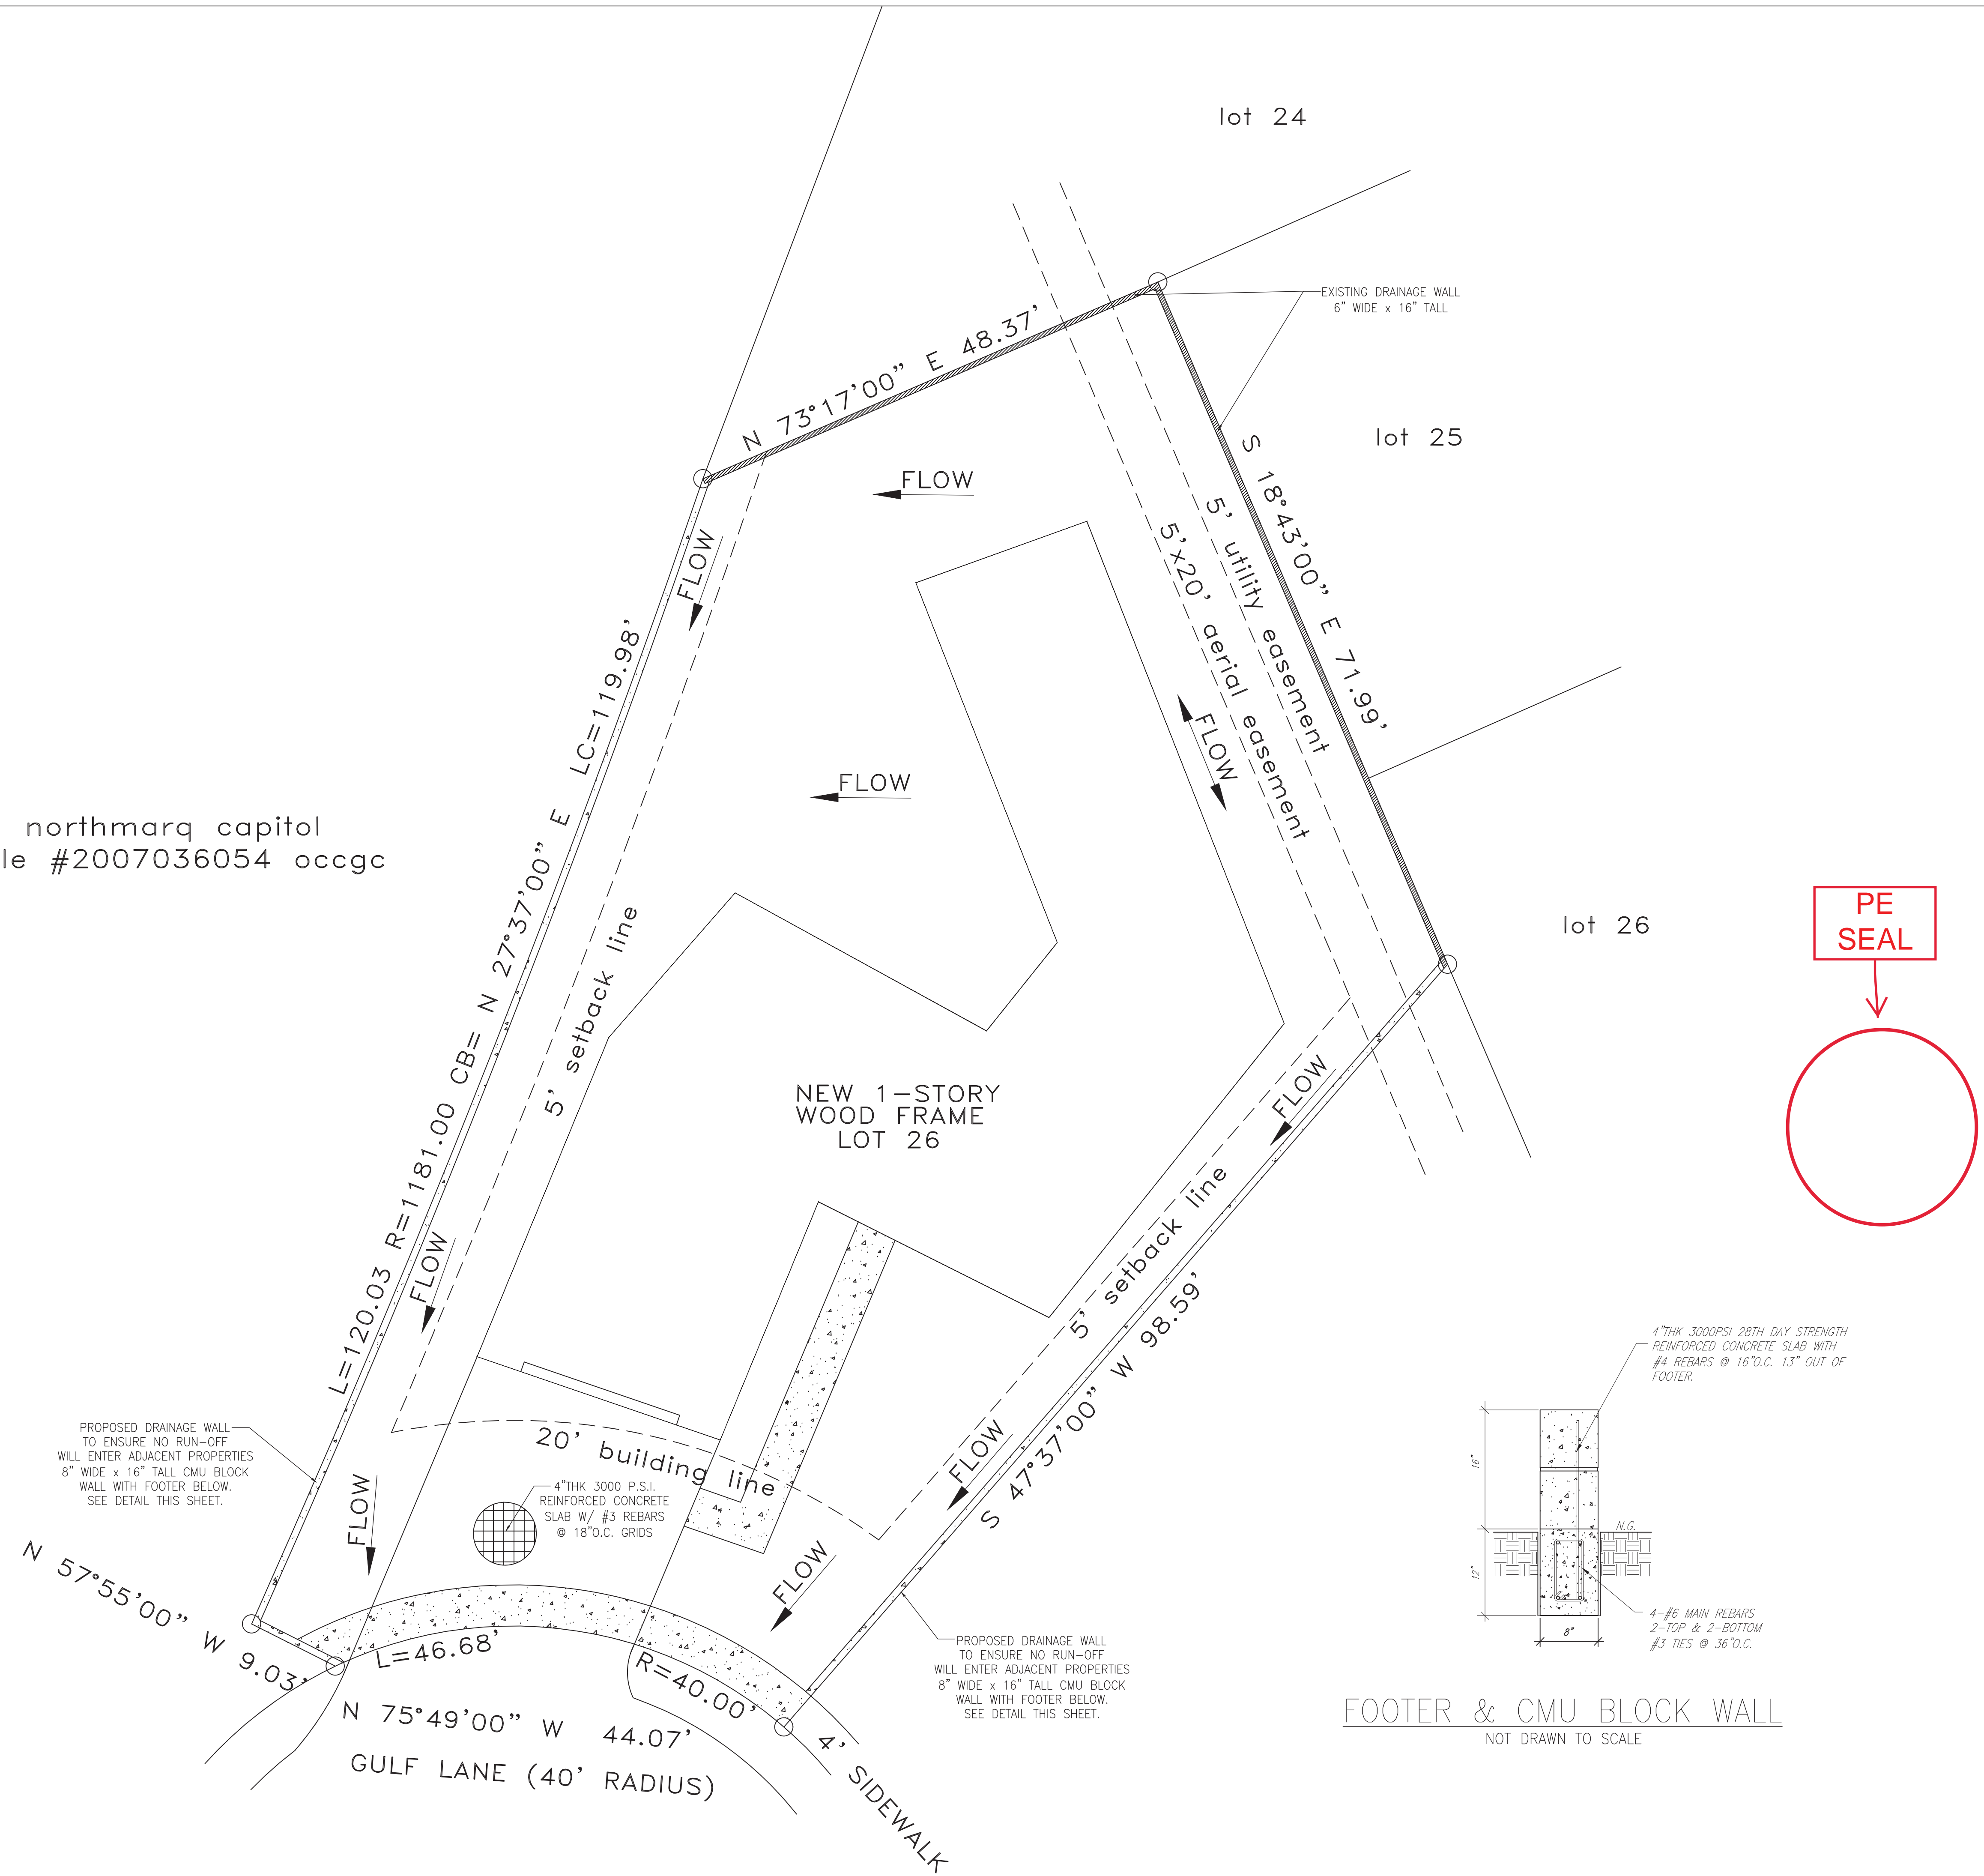 lot 24
EXISTING DRAINAGE WALL
6" WIDE x 16" TALL
N 73°17'00" E 48.37'
lot 25
S 18°43'00" E 71.99'
FLOW
FLOW
5' utility easement
5'x20' aerial easement
FLOW
FLOW
L=120.03 R=1181.00 CB= N 27°37'00" E LC=119.98'
northmarq capitol
le #2007036054 occgc
5' setback line
lot 26
PE
SEAL
NEW 1-STORY
WOOD FRAME
LOT 26
FLOW
5' setback line
S 47°37'00" W 98.59'
FLOW
FLOW
FLOW
FLOW
20' building line
PROPOSED DRAINAGE WALL
TO ENSURE NO RUN-OFF
WILL ENTER ADJACENT PROPERTIES
8" WIDE x 16" TALL CMU BLOCK
WALL WITH FOOTER BELOW.
SEE DETAIL THIS SHEET.
4"THK 3000 P.S.I.
REINFORCED CONCRETE
SLAB W/ #3 REBARS
@ 18"O.C. GRIDS
N 57°55'00" W 9.03'
L=46.68'
R=40.00'
N 75°49'00" W 44.07'
GULF LANE (40' RADIUS)
4' SIDEWALK
PROPOSED DRAINAGE WALL
TO ENSURE NO RUN-OFF
WILL ENTER ADJACENT PROPERTIES
8" WIDE x 16" TALL CMU BLOCK
WALL WITH FOOTER BELOW.
SEE DETAIL THIS SHEET.
4"THK 3000PSI 28TH DAY STRENGTH
REINFORCED CONCRETE SLAB WITH
#4 REBARS @ 16"O.C. 13" OUT OF
FOOTER.
16"
N.G.
12"
8"
4-#6 MAIN REBARS
2-TOP & 2-BOTTOM
#3 TIES @ 36"O.C.
FOOTER & CMU BLOCK WALL
NOT DRAWN TO SCALE